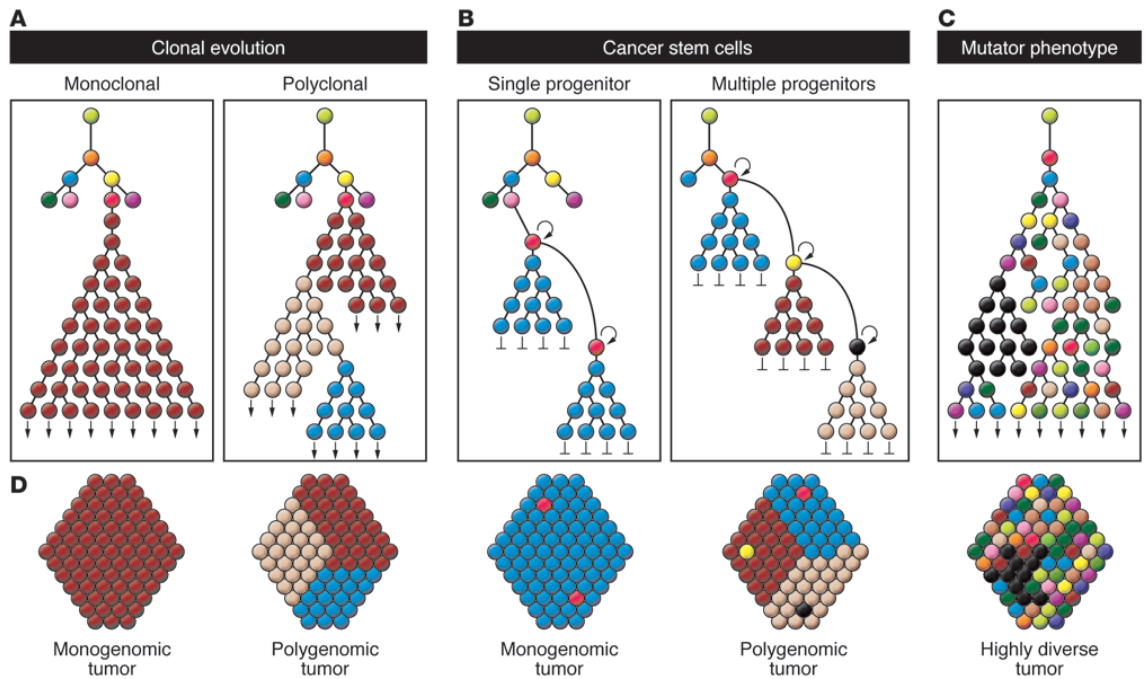 A
B
C
Clonal evolution
Cancer stem cells
Mutator phenotype
Monoclonal
Polyclonal
Single progenitor
Multiple progenitors
D
Monogenomic
tumor
Polygenomic
tumor
Monogenomic
tumor
Polygenomic
tumor
Highly diverse
tumor